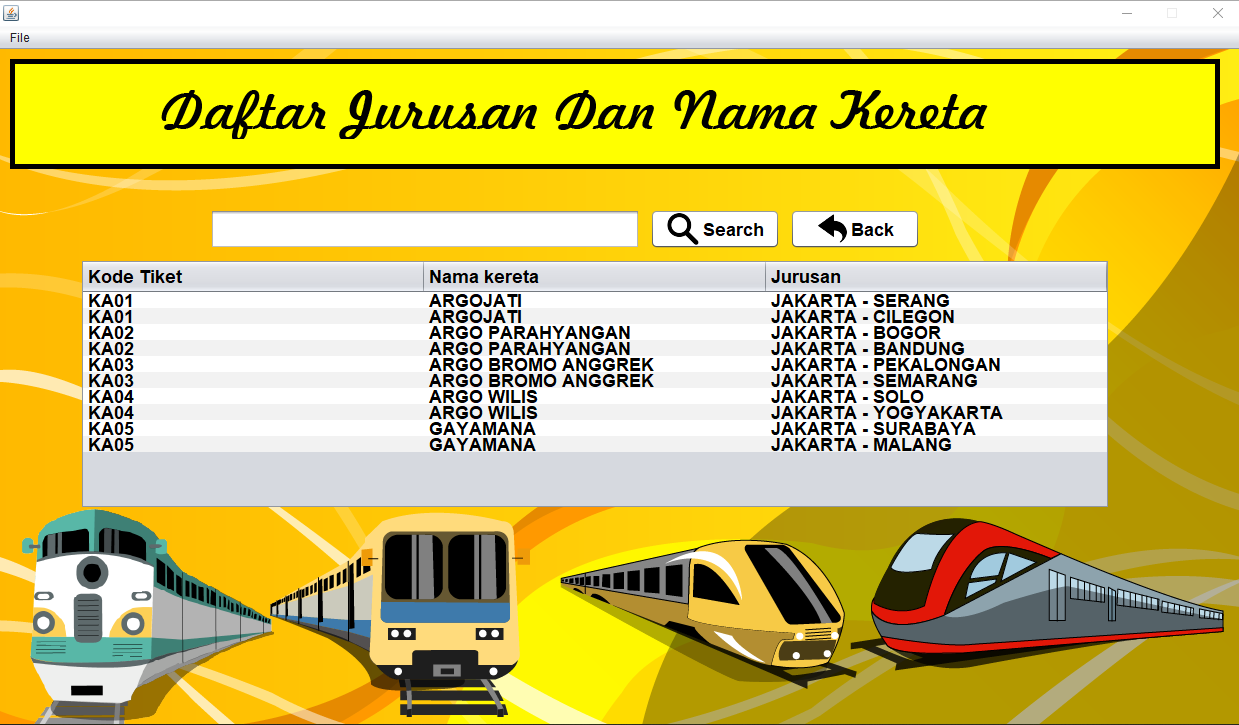 File
Daftar Jurusan Dan Nama Kereta
Search Back
Kode Tiket Nama kereta Jurusan
KA01 ARGOJATI JAKARTA - SERANG
KA01 ARGOJATI JAKARTA - CILEGON
KA02 ARGO PARAHYANGAN JAKARTA - BOGOR
KA02 ARGO PARAHYANGAN JAKARTA - BANDUNG
KA03 ARGO BROMO ANGGREK JAKARTA - PEKALONGAN
KA03 ARGO BROMO ANGGREK JAKARTA - SEMARANG
KA04 ARGO WILIS JAKARTA - SOLO
KA04 ARGO WILIS JAKARTA - YOGYAKARTA
KA05 GAYAMANA JAKARTA - SURABAYA
KA05 GAYAMANA JAKARTA - MALANG